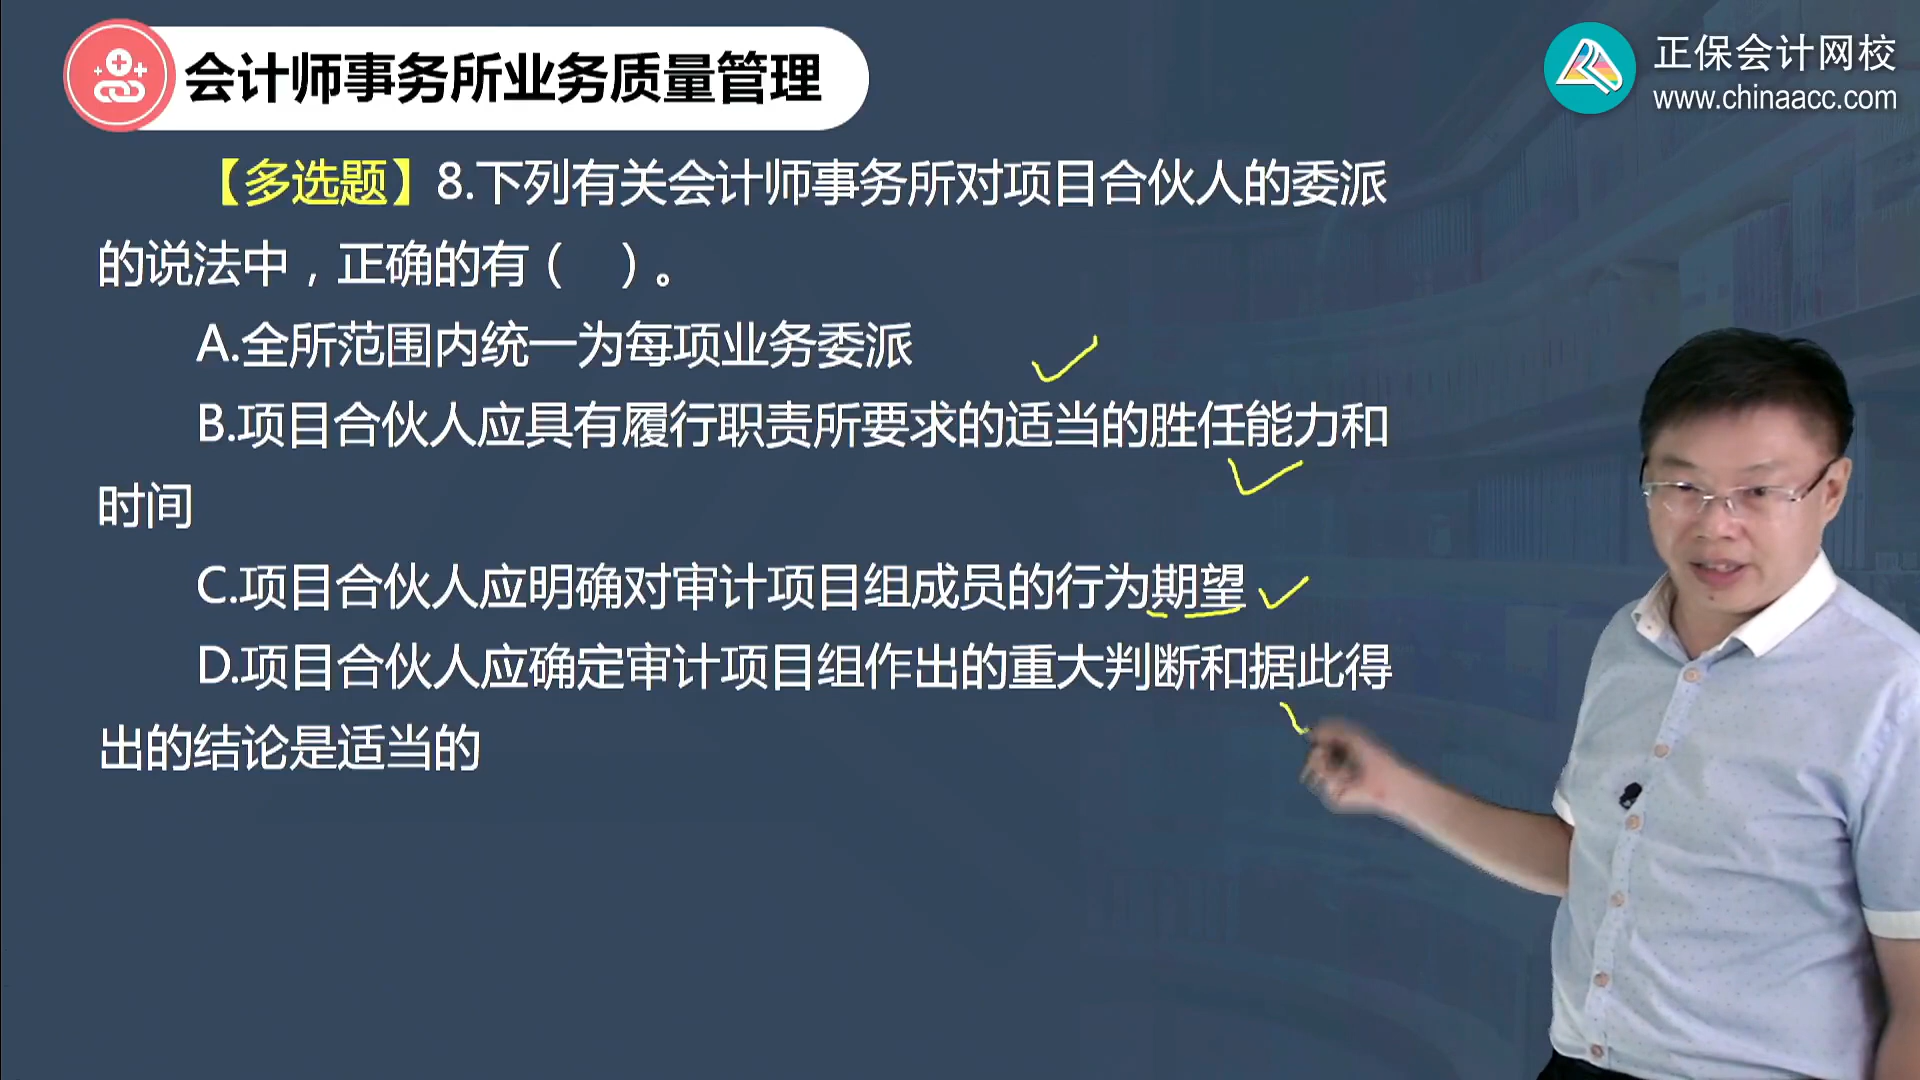 会计师事务所业务质量管理
正保会计网校
www.chinaacc.com
【多选题】8.下列有关会计师事务所对项目合伙人的委派
的说法中，正确的有（　）。
A.全所范围内统一为每项业务委派
B.项目合伙人应具有履行职责所要求的适当的胜任能力和
时间
C.项目合伙人应明确对审计项目组成员的行为期望
D.项目合伙人应确定审计项目组作出的重大判断和据此得
出的结论是适当的